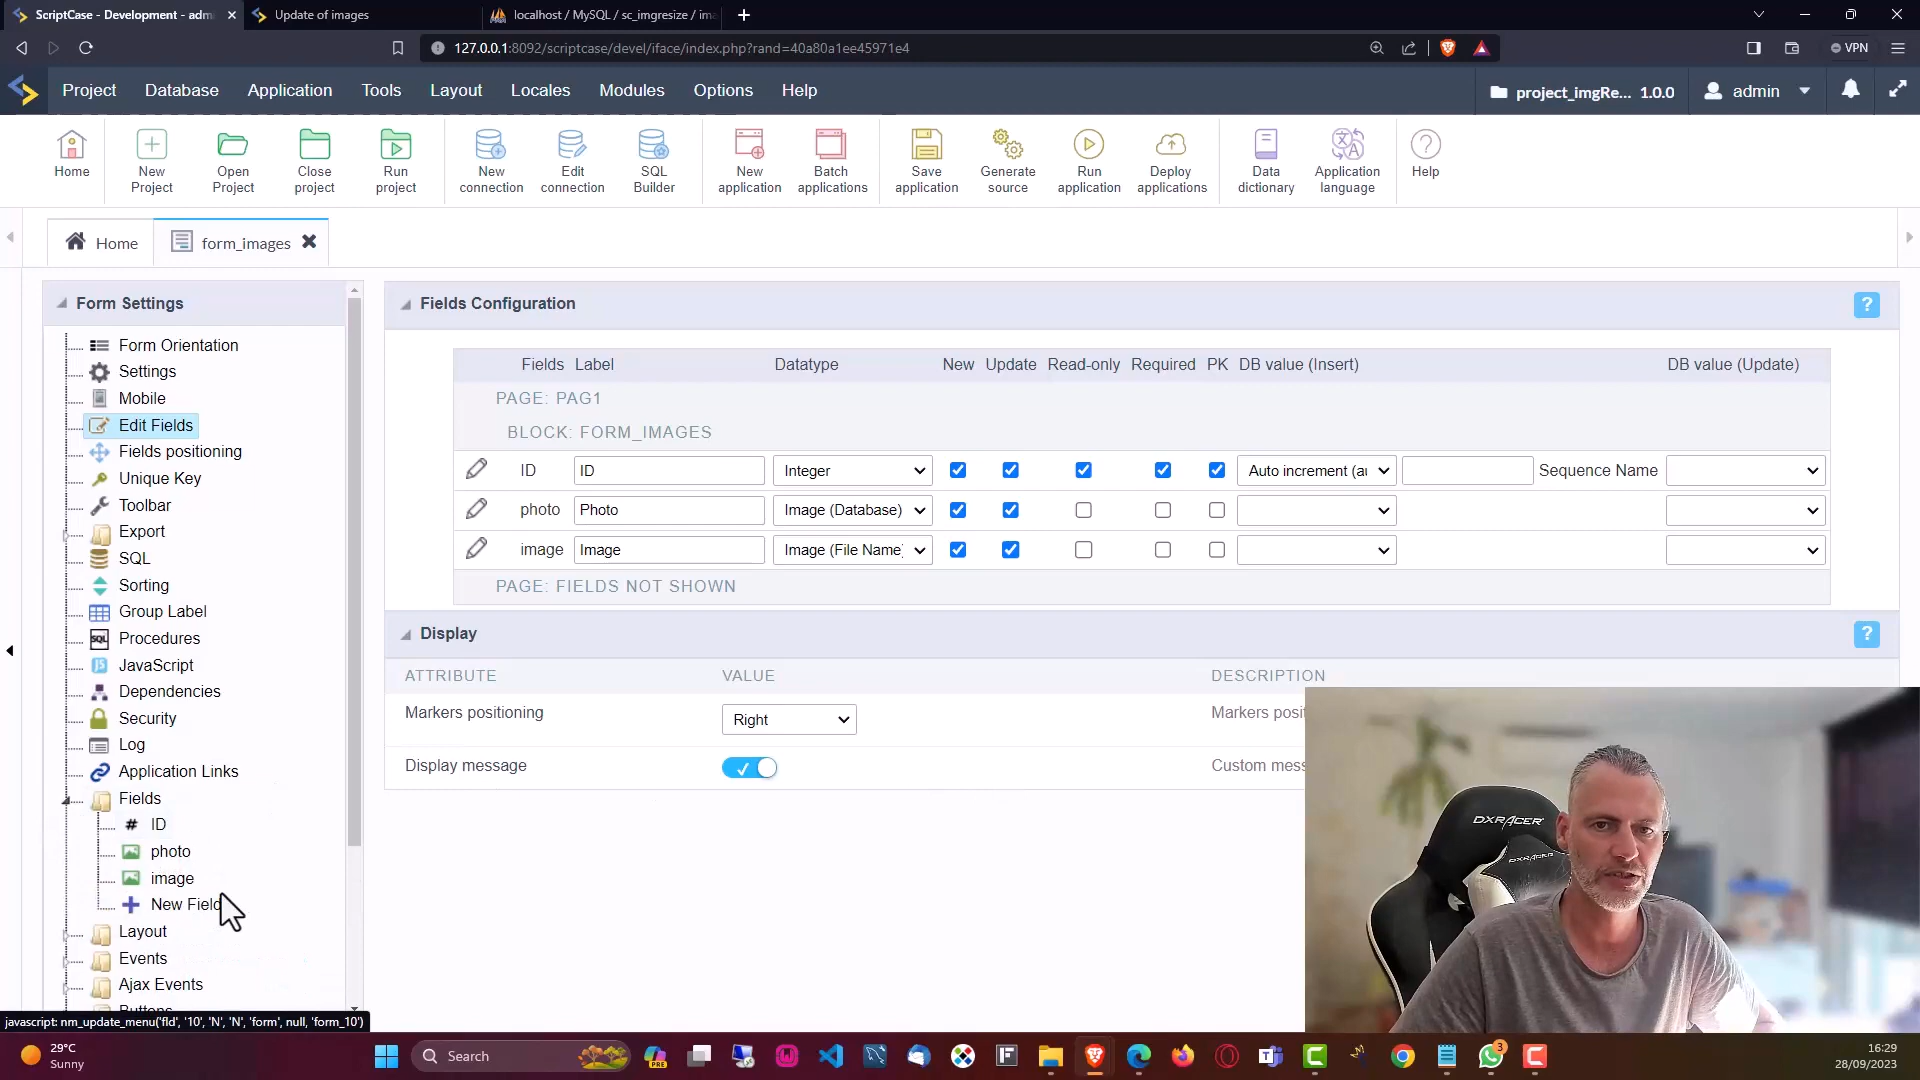 ScriptCase - Development - adm
Update of images
localhost / MySQL / sc_imgresize / im
127.0.0.1:8092/scriptcase/devel/iface/index.php?rand=40a80a1ee45971e4
VPN
Project
Database
Application
Tools
Layout
Locales
Modules
Options
Help
project_imgRe... 1.0.0
admin
Home
New Project
Open Project
Close project
Run project
New connection
Edit connection
SQL Builder
New application
Batch applications
Save application
Generate source
Run application
Deploy applications
Data dictionary
Application language
Help
Home
form_images
Form Settings
Form Orientation
Settings
Mobile
Edit Fields
Fields positioning
Unique Key
Toolbar
Export
SQL
Sorting
Group Label
SQL Procedures
JS JavaScript
Dependencies
Security
Log
Application Links
Fields
# ID
photo
image
New Field
Layout
Events
Ajax Events
Buttons
Fields Configuration
?
Fields Label Datatype New Update Read-only Required PK DB value (Insert) DB value (Update)
PAGE: PAG1
BLOCK: FORM_IMAGES
ID ID Integer Auto increment (au Sequence Name
photo Photo Image (Database)
image Image Image (File Name)
PAGE: FIELDS NOT SHOWN
Display
?
ATTRIBUTE VALUE DESCRIPTION
Markers positioning Right Markers posit
Display message Custom mess
DXRACER
DXRACER
javascript: nm_update_menu('fld', '10', 'N', 'N', 'form', null, 'form_10')
29°C
Sunny
Search
PRE
3
16:29
28/09/2023